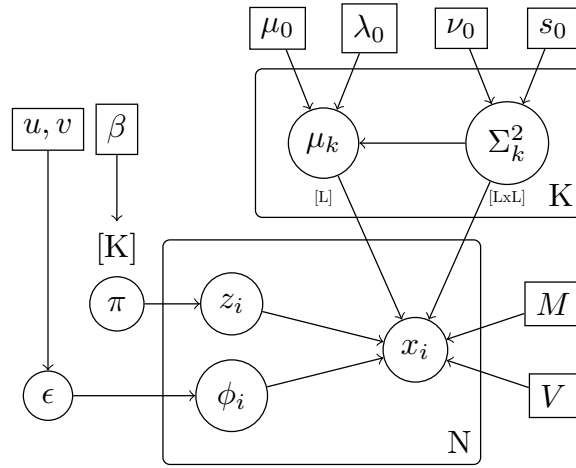 μ₀ λ₀ ν₀ s₀
u, v β μₖ Σ²ₖ
[L] [LxL] K
[K]
π zᵢ M
xᵢ
ϵ ϕᵢ V
N